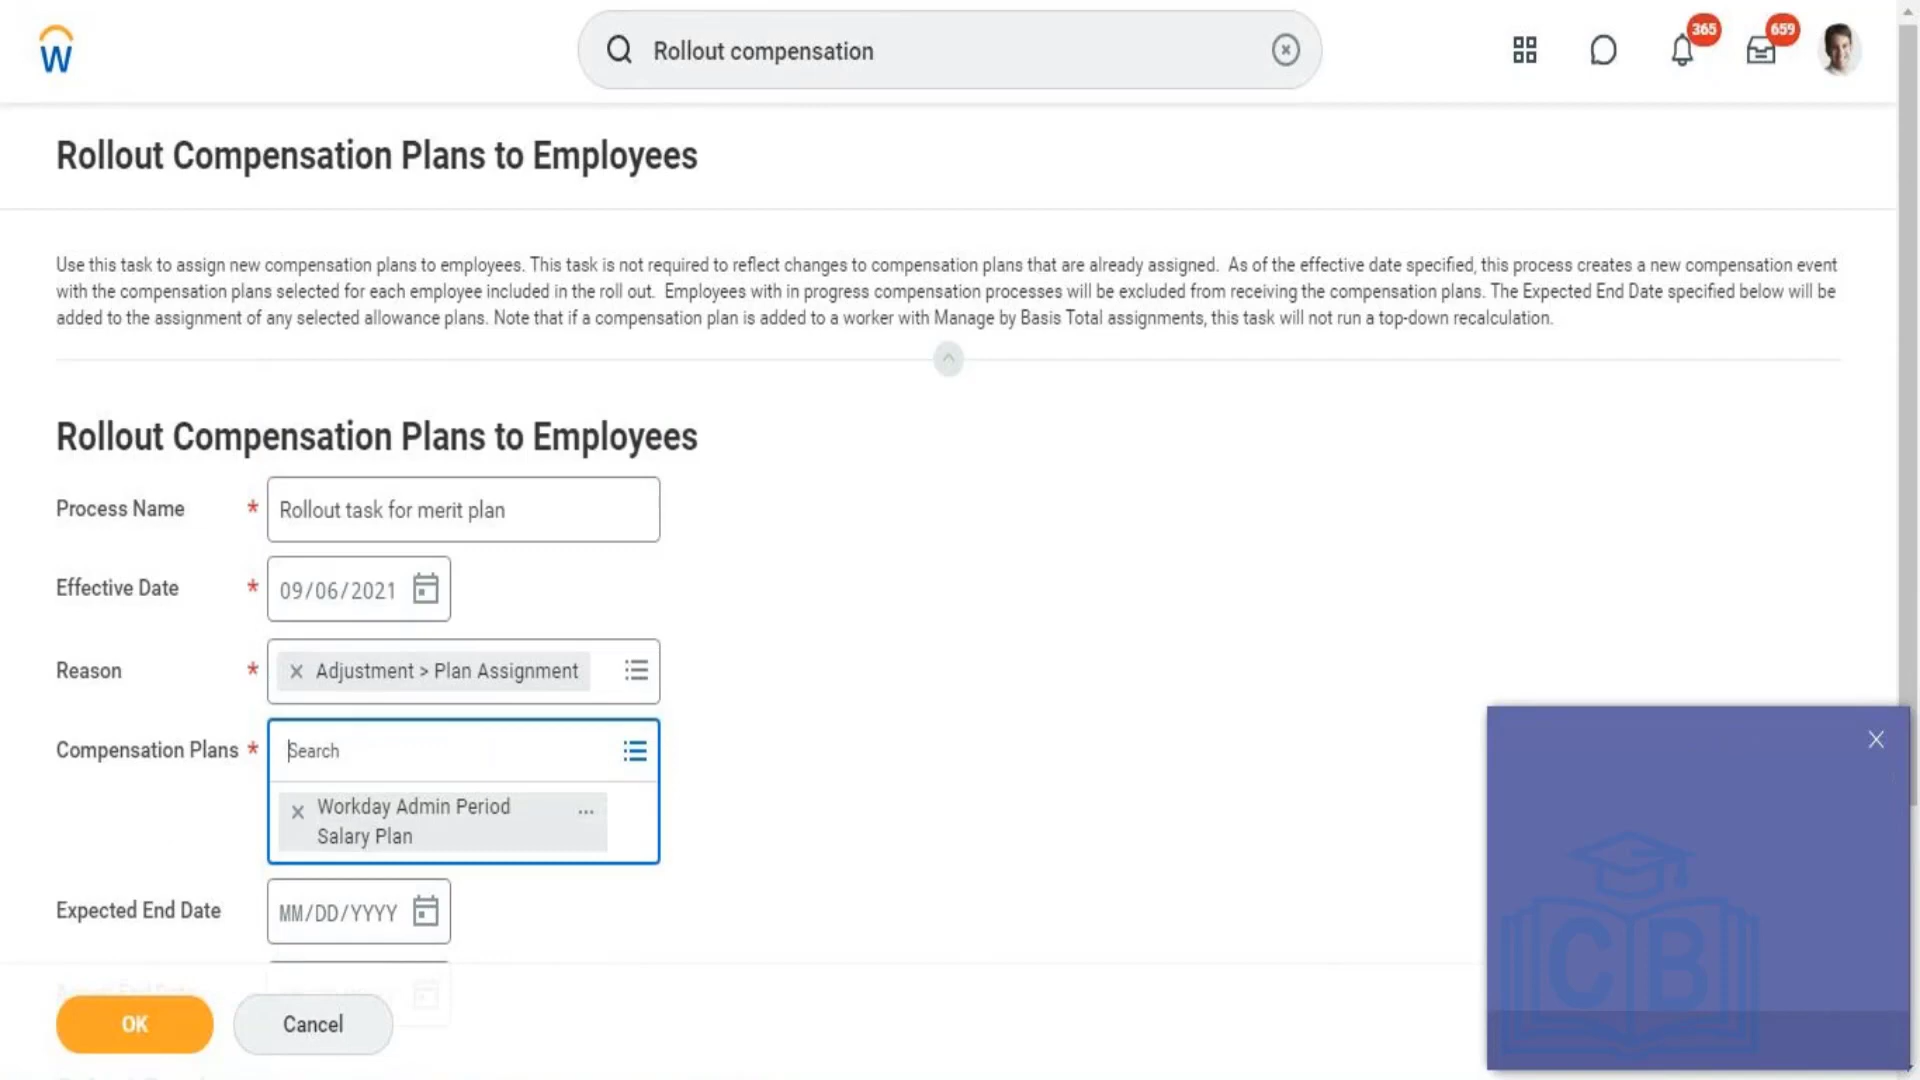 W
Rollout compensation
365
659
Rollout Compensation Plans to Employees
Use this task to assign new compensation plans to employees. This task is not required to reflect changes to compensation plans that are already assigned.  As of the effective date specified, this process creates a new compensation event
with the compensation plans selected for each employee included in the roll out.  Employees with in progress compensation processes will be excluded from receiving the compensation plans. The Expected End Date specified below will be
added to the assignment of any selected allowance plans. Note that if a compensation plan is added to a worker with Manage by Basis Total assignments, this task will not run a top-down recalculation.
Rollout Compensation Plans to Employees
Process Name * Rollout task for merit plan
Effective Date * 09/06/2021
Reason * × Adjustment > Plan Assignment
Compensation Plans * Search
× Workday Admin Period ...
Salary Plan
Expected End Date MM/DD/YYYY
OK Cancel
CB